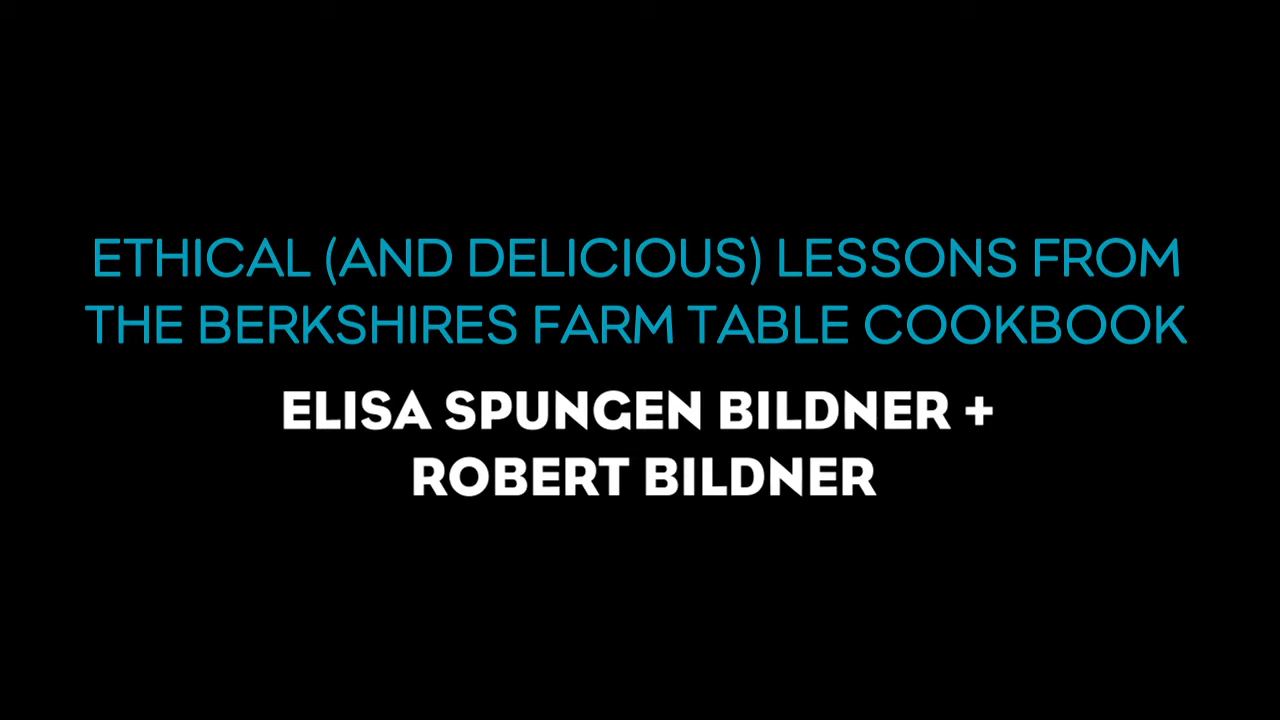 ETHICAL (AND DELICIOUS) LESSONS FROM
THE BERKSHIRES FARM TABLE COOKBOOK
ELISA SPUNGEN BILDNER +
ROBERT BILDNER